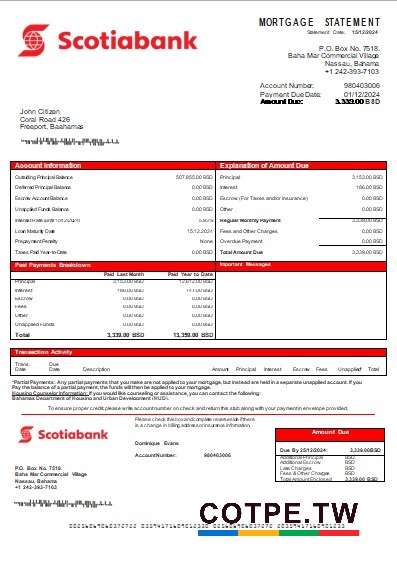 Scotiabank
MORTGAGE STATEMENT
Statement Date: 15/12/2024
P.O. Box No. 7518.
Baha Mar Commercial Village
Nassau, Bahama
+1 242-393-7103
Account Number: 980403006
Payment Due Date: 01/12/2024
Amount Due: 3,339.00 BSD
John Citizen
Coral Road 426
Freeport, Baahamas
Account Information
Outsding Principal Balance 507,855.00 BSD
Deferred Principal Balance 0.00 BSD
Escrow Account Balance 0.00 BSD
Unapplied Funds Balance 0.00 BSD
Loan Maturity Date 15.12.2024
Prepayment Penalty None
Taxes Paid Year-to-Date 0.00 BSD
Explanation of Amount Due
Principal 3,153.00 BSD
Interest 186.00 BSD
Escrow (For Taxes and/or insurance) 0.00 BSD
Other 0.00 BSD
Regular Monthly Payment 3,339.00 BSD
Fees and Other Charges 0.00 BSD
Overdue Payment 0.00 BSD
Total Amount Due 3,339.00 BSD
Past Payments Breakdown
Paid Last Month Paid Year to Date
Principal 3,153.00 BSD 12,612.00 BSD
Interest 186.00 BSD 747.00 BSD
Escrow 0.00 BSD 0.00 BSD
Fees 0.00 BSD 0.00 BSD
Other 0.00 BSD 0.00 BSD
Unapplied Funds 0.00 BSD 0.00 BSD
Total 3,339.00 BSD 13,359.00 BSD
Important Messages
Transaction Activity
Trans. Date Due Date Description Amount Principal Interest Escrow Fees Unapplied* Total
*Partial Payments: Any partial payments that you make are not applied to your mortgage, but instead are held in a separate unapplied account. If you
Pay the balance of a partial payment, the funds will then be applied to your mortgage.
Housing Counselor Information: If you would like counseling or assistance, you can contact the following:
Bahamas Department of Housing and Urban Development (HUD).
To ensure proper credit, please write account number on check and return this stub along with your payment in envelope provided.
Scotiabank
Please check this box and complete reverse side if there
is a change in billing address or insurance information.
Dominique Evans
Account Number: 980403006
P.O. Box No. 7518.
Baha Mar Commercial Village
Nassau, Bahama
+1 242-393-7103
Amount Due
Due By 25/12/2024: 3,339.00BSD
Additional Principal BSD
Additional Escrow BSD
Late Charges BSD
Fees & Other Charges BSD
Total Amount Enclosed 3,339.00 BSD
COTPE.TW